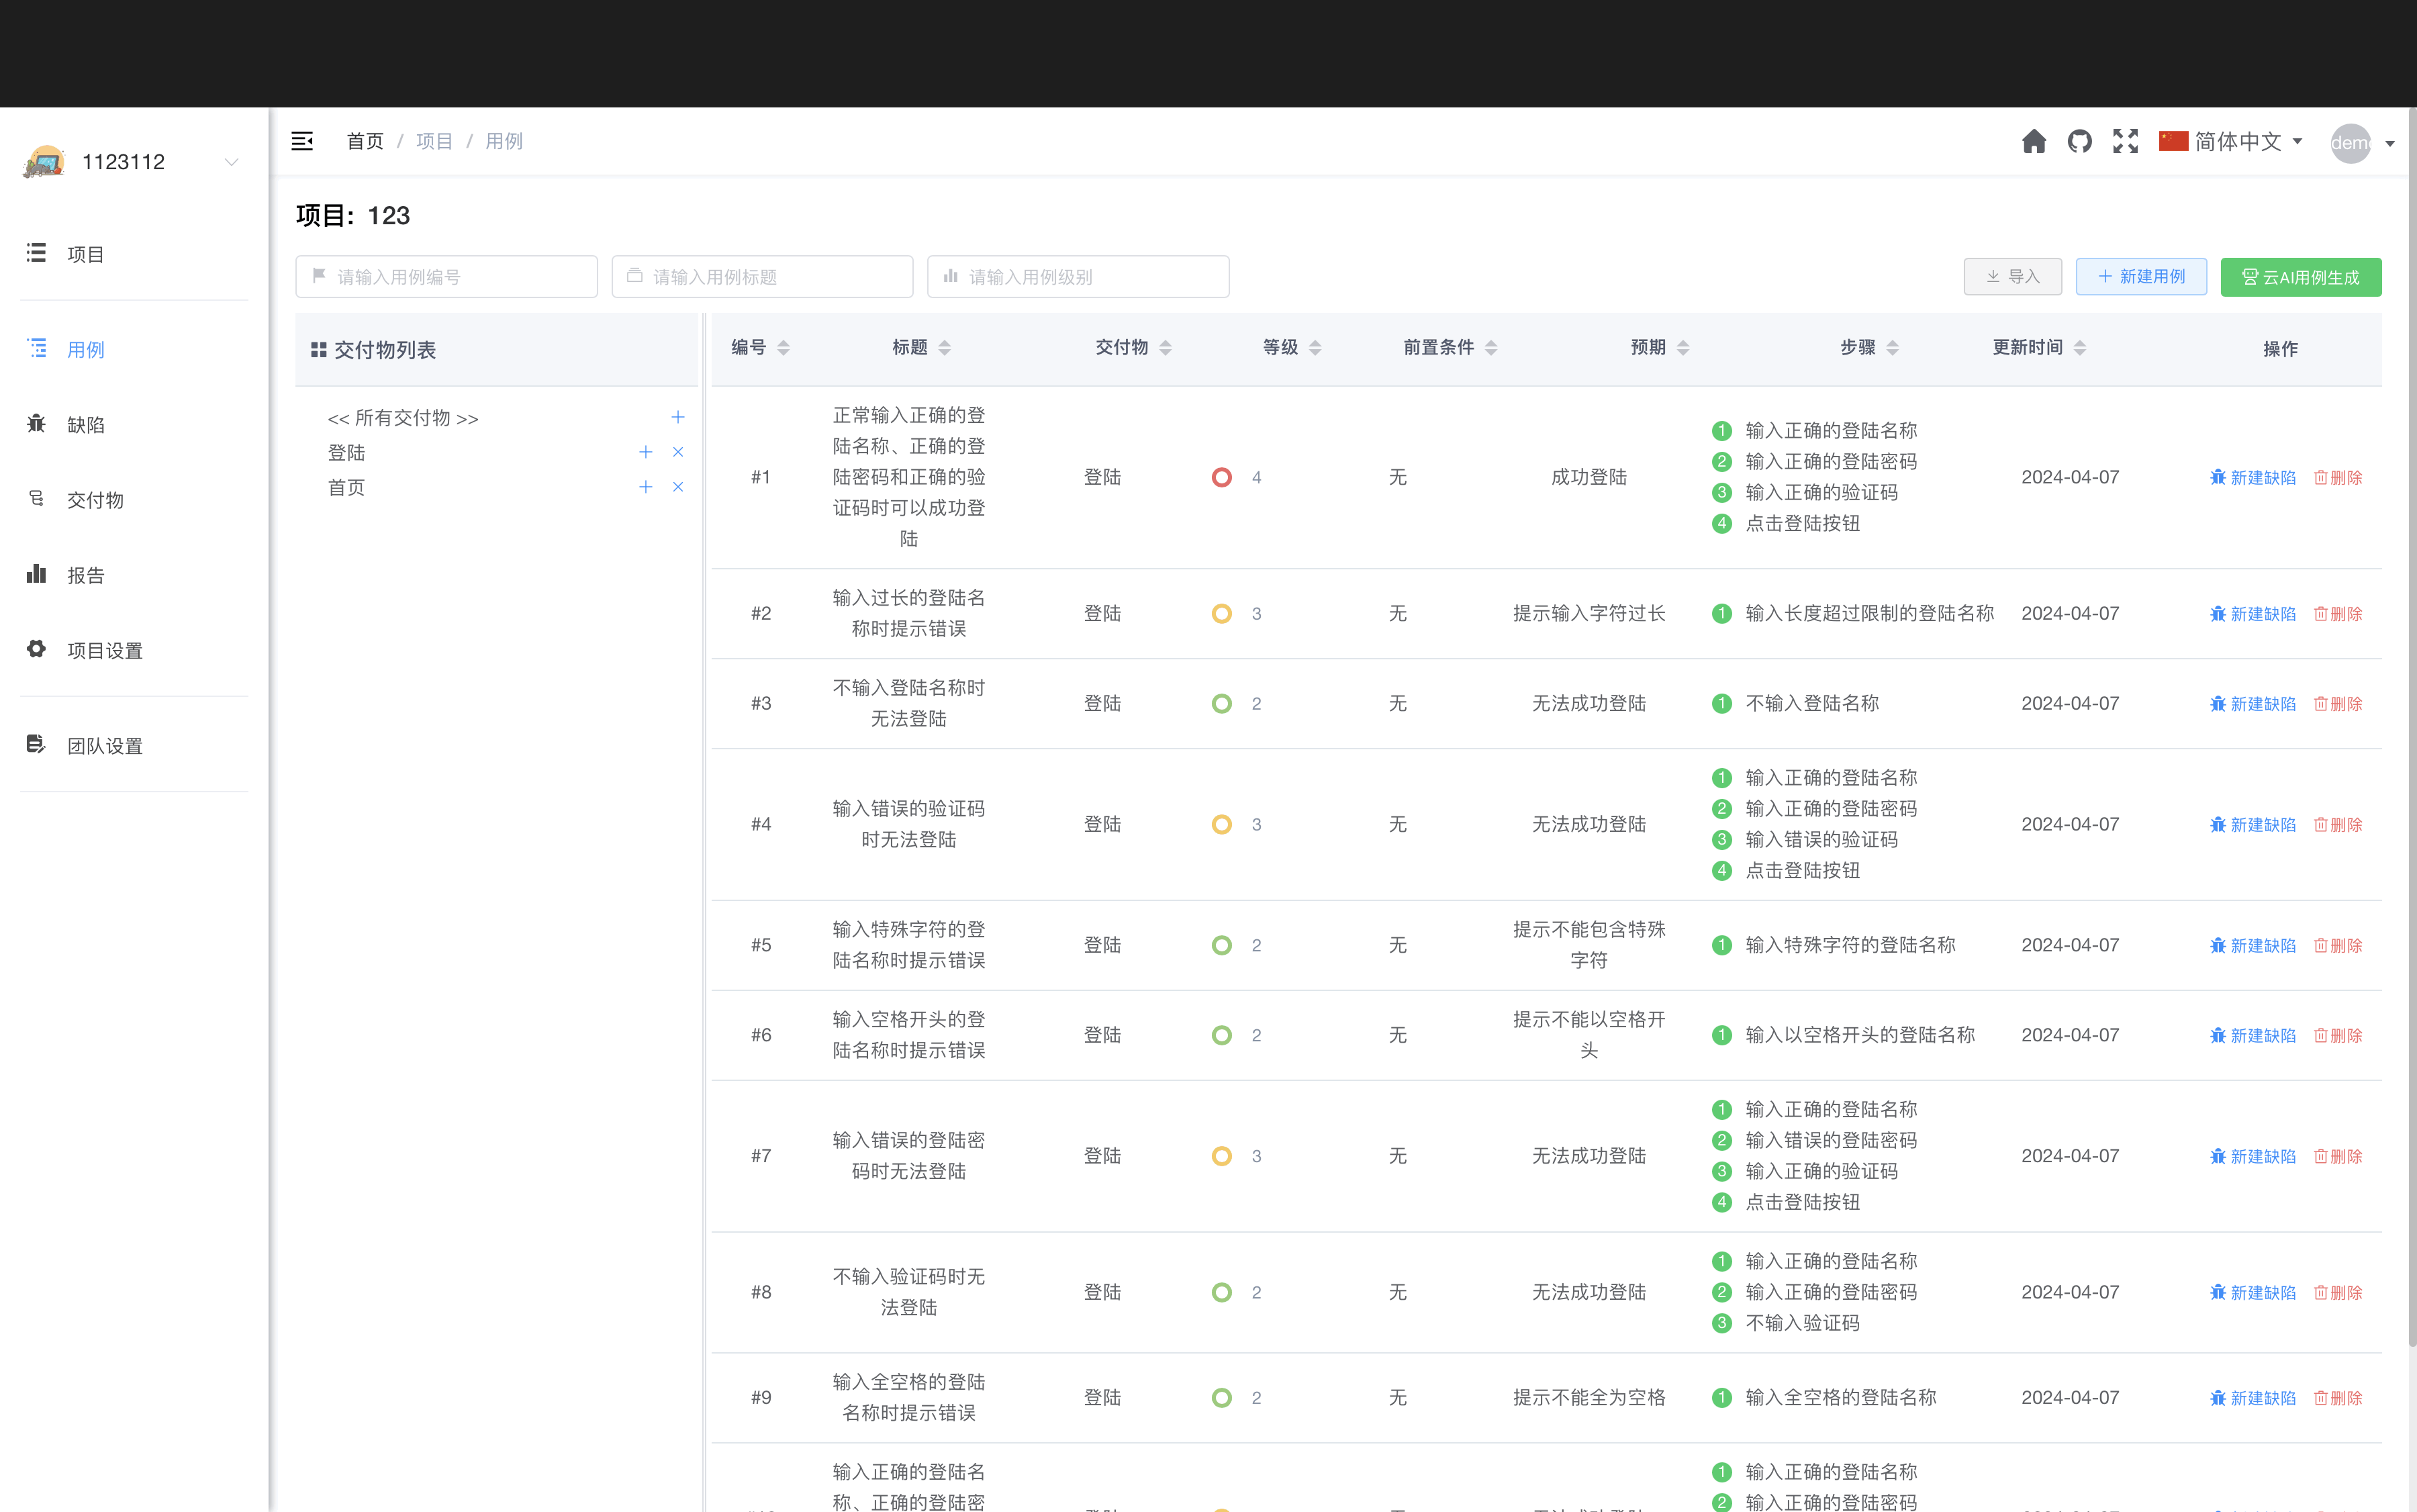 1123112
首页 / 项目 / 用例
简体中文
项目
用例
缺陷
交付物
报告
项目设置
团队设置
项目: 123
请输入用例编号
请输入用例标题
请输入用例级别
导入
+ 新建用例
云AI用例生成
交付物列表
<< 所有交付物 >>
登陆
首页
编号 标题 交付物 等级 前置条件 预期 步骤 更新时间 操作
#1
正常输入正确的登
陆名称、正确的登
陆密码和正确的验
证码时可以成功登
陆
登陆
4
无
成功登陆
1 输入正确的登陆名称
2 输入正确的登陆密码
3 输入正确的验证码
4 点击登陆按钮
2024-04-07
新建缺陷 删除
#2
输入过长的登陆名
称时提示错误
登陆
3
无
提示输入字符过长
1 输入长度超过限制的登陆名称
2024-04-07
新建缺陷 删除
#3
不输入登陆名称时
无法登陆
登陆
2
无
无法成功登陆
1 不输入登陆名称
2024-04-07
新建缺陷 删除
#4
输入错误的验证码
时无法登陆
登陆
3
无
无法成功登陆
1 输入正确的登陆名称
2 输入正确的登陆密码
3 输入错误的验证码
4 点击登陆按钮
2024-04-07
新建缺陷 删除
#5
输入特殊字符的登
陆名称时提示错误
登陆
2
无
提示不能包含特殊
字符
1 输入特殊字符的登陆名称
2024-04-07
新建缺陷 删除
#6
输入空格开头的登
陆名称时提示错误
登陆
2
无
提示不能以空格开
头
1 输入以空格开头的登陆名称
2024-04-07
新建缺陷 删除
#7
输入错误的登陆密
码时无法登陆
登陆
3
无
无法成功登陆
1 输入正确的登陆名称
2 输入错误的登陆密码
3 输入正确的验证码
4 点击登陆按钮
2024-04-07
新建缺陷 删除
#8
不输入验证码时无
法登陆
登陆
2
无
无法成功登陆
1 输入正确的登陆名称
2 输入正确的登陆密码
3 不输入验证码
2024-04-07
新建缺陷 删除
#9
输入全空格的登陆
名称时提示错误
登陆
2
无
提示不能全为空格
1 输入全空格的登陆名称
2024-04-07
新建缺陷 删除
输入正确的登陆名
称、正确的登陆密
1 输入正确的登陆名称
2 输入正确的登陆密码